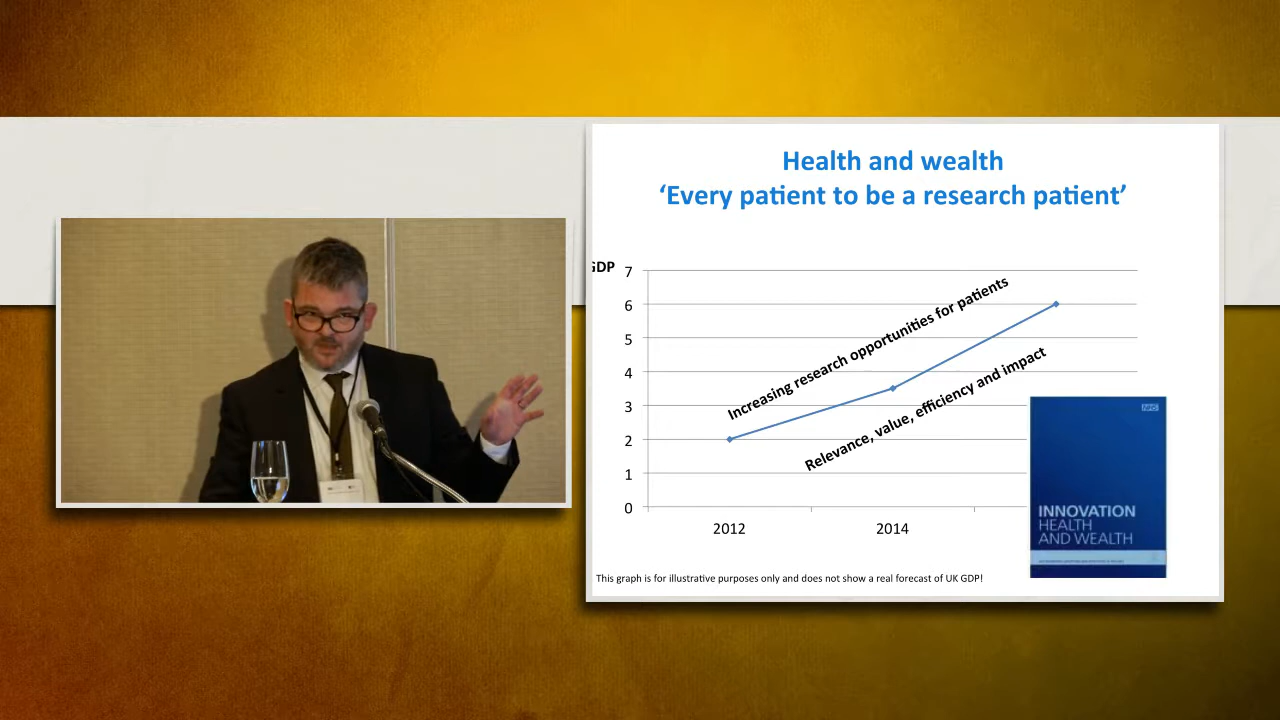 Health and wealth
‘Every patient to be a research patient’
GDP
7
6
5
4
3
2
1
0
Increasing research opportunities for patients
Relevance, value, efficiency and impact
2012
2014
NHS
INNOVATION
HEALTH
AND WEALTH
This graph is for illustrative purposes only and does not show a real forecast of UK GDP!